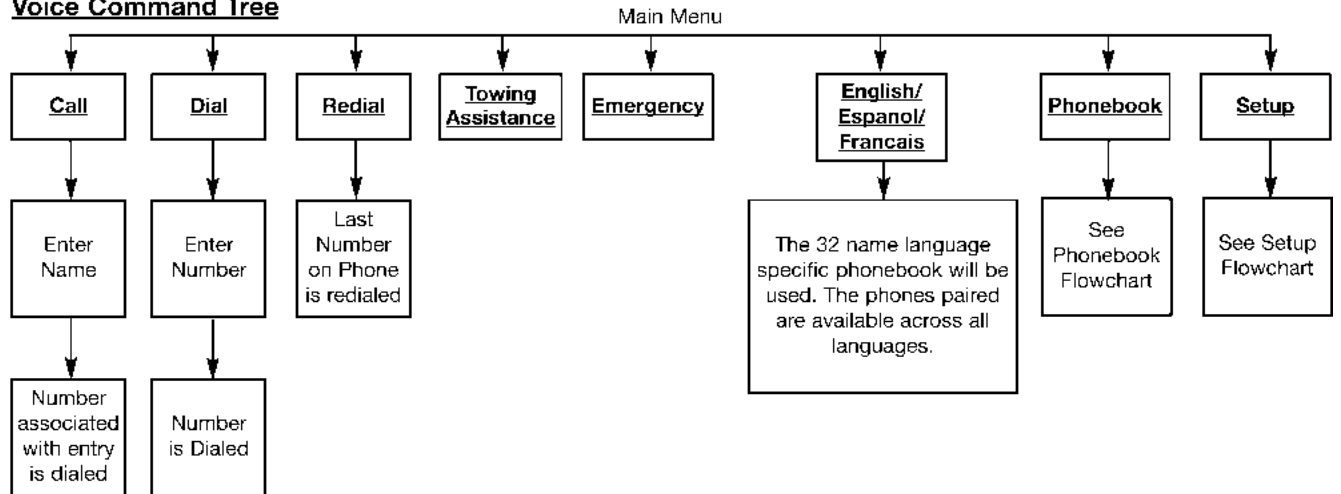 Voice Command Tree
Main Menu
Call
Dial
Redial
Towing
Assistance
Emergency
English/
Espanol/
Francais
Phonebook
Setup
Enter
Name
Enter
Number
Last
Number
on Phone
is redialed
The 32 name language
specific phonebook will be
used. The phones paired
are available across all
languages.
See
Phonebook
Flowchart
See Setup
Flowchart
Number
associated
with entry
is dialed
Number
is Dialed